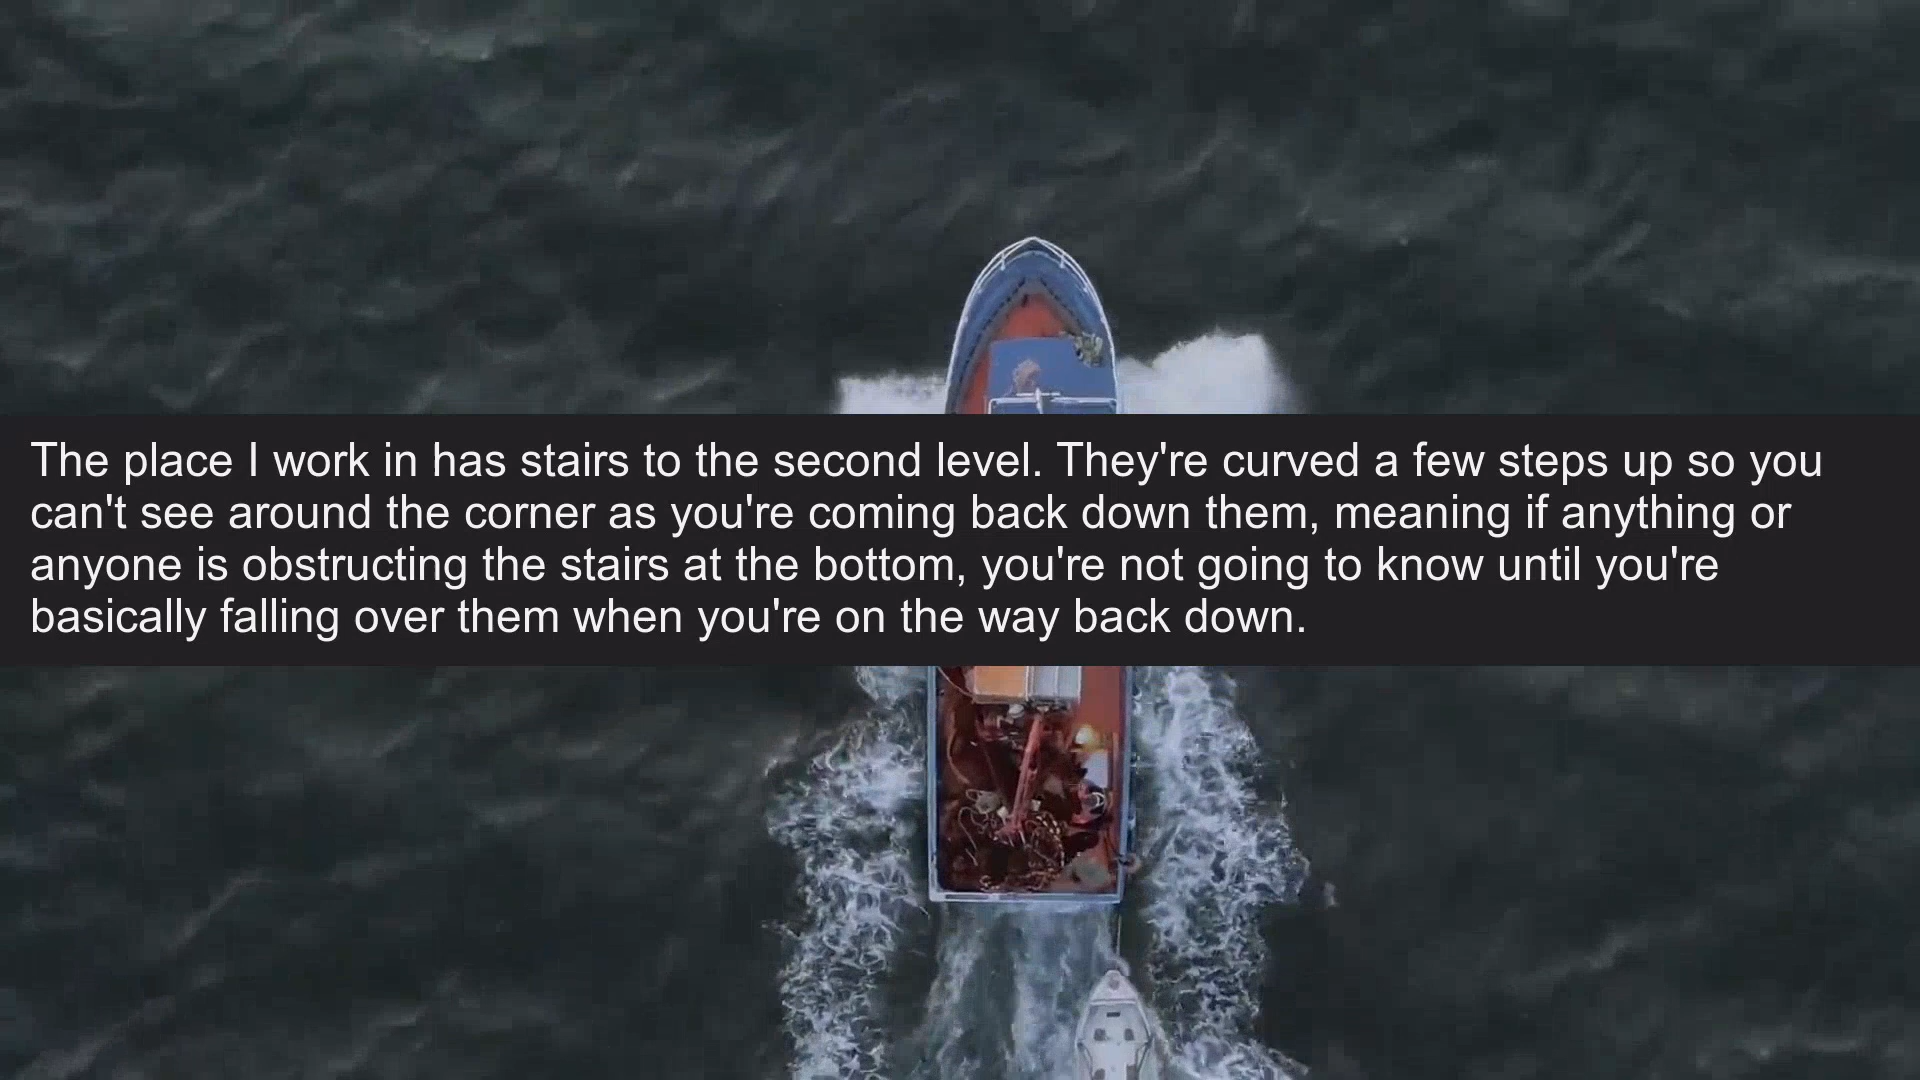 The place I work in has stairs to the second level. They're curved a few steps up so you
can't see around the corner as you're coming back down them, meaning if anything or
anyone is obstructing the stairs at the bottom, you're not going to know until you're
basically falling over them when you're on the way back down.